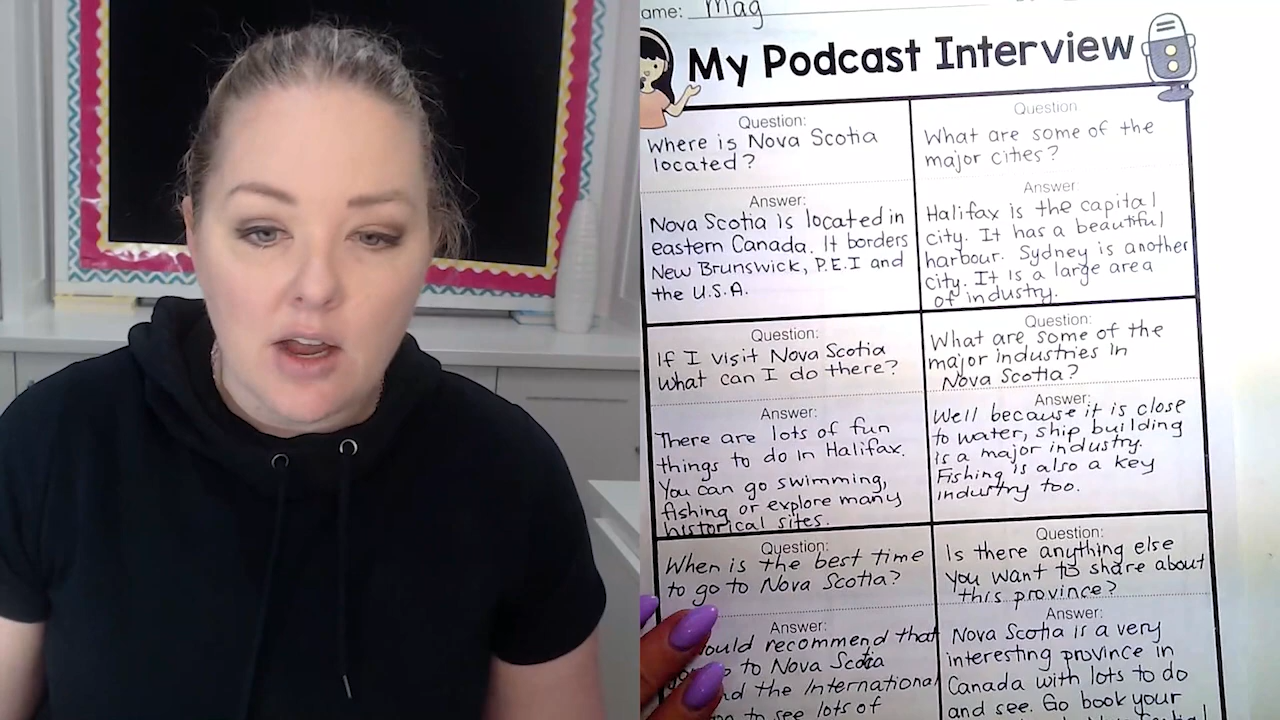 ame: Mag
My Podcast Interview
Question:
Where is Nova Scotia
located?
Answer:
Nova Scotia is located in
eastern Canada. It borders
New Brunswick, P.E.I and
the U.S.A.
Question
What are some of the
major cities?
Answer:
Halifax is the capital
city. It has a beautiful
harbour. Sydney is another
city. It is a large area
of industry.
Question:
If I visit Nova Scotia
what can I do there?
Answer:
There are lots of fun
things to do in Halifax.
You can go swimming,
fishing or explore many
historical sites.
Question:
What are some of the
major industries in
Nova Scotia?
Answer:
Well because it is close
to water, ship building
is a major industry.
Fishing is also a key
industry too.
Question:
When is the best time
to go to Nova Scotia?
Answer:
ould recommend that
to Nova Scotia
d the International
to see lots of
Question:
Is there anything else
you want to share about
this province?
Answer:
Nova Scotia is a very
interesting province in
Canada with lots to do
and see. Go book your